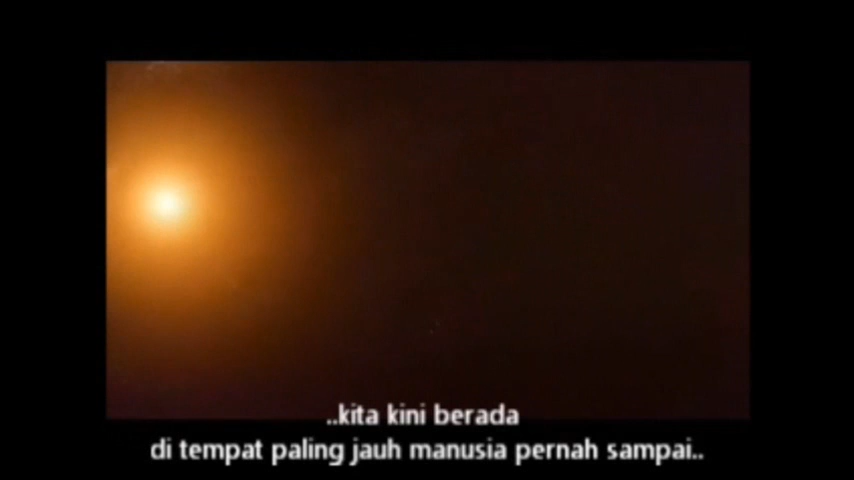 ..kita kini berada
di tempat paling jauh manusia pernah sampai..